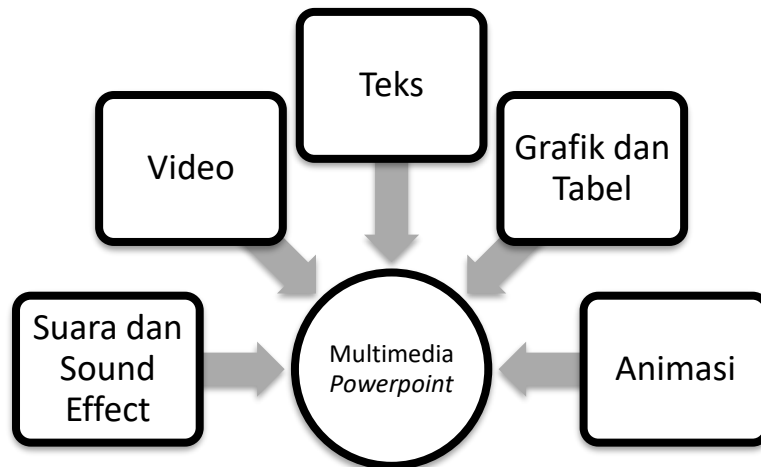 Teks
Video
Grafik dan
Tabel
Suara dan
Sound
Effect
Multimedia
Powerpoint
Animasi